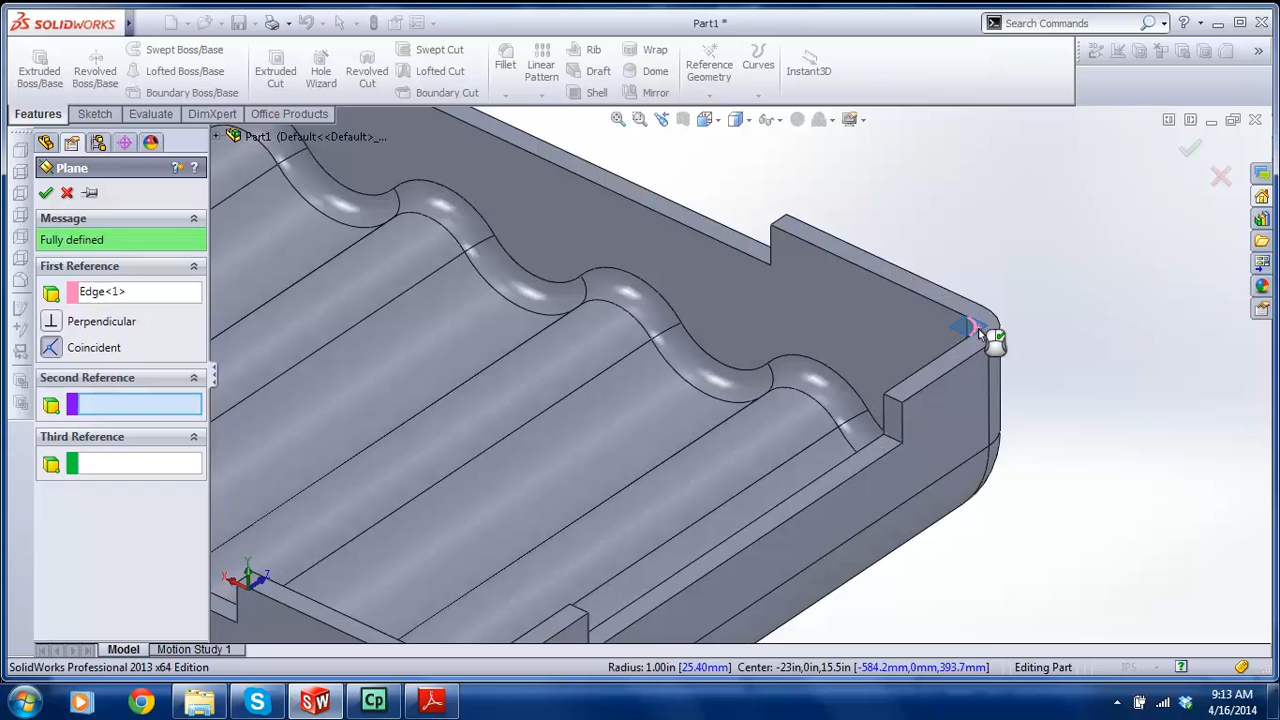 SOLIDWORKS
Part1 *
Search Commands
Extruded Boss/Base
Revolved Boss/Base
Swept Boss/Base
Lofted Boss/Base
Boundary Boss/Base
Extruded Cut
Hole Wizard
Revolved Cut
Swept Cut
Lofted Cut
Boundary Cut
Fillet
Linear Pattern
Rib
Draft
Shell
Wrap
Dome
Mirror
Reference Geometry
Curves
Instant3D
Features
Sketch
Evaluate
DimXpert
Office Products
Part1 (Default<<Default>_...
Plane
?
Message
Fully defined
First Reference
Edge<1>
Perpendicular
Coincident
Second Reference
Third Reference
X Y Z
Model
Motion Study 1
SolidWorks Professional 2013 x64 Edition
Radius: 1.00in [25.40mm] Center: -23in,0in,15.5in [-584.2mm,0mm,393.7mm]
Editing Part
IPS
?
SW
Cp
9:13 AM
4/16/2014